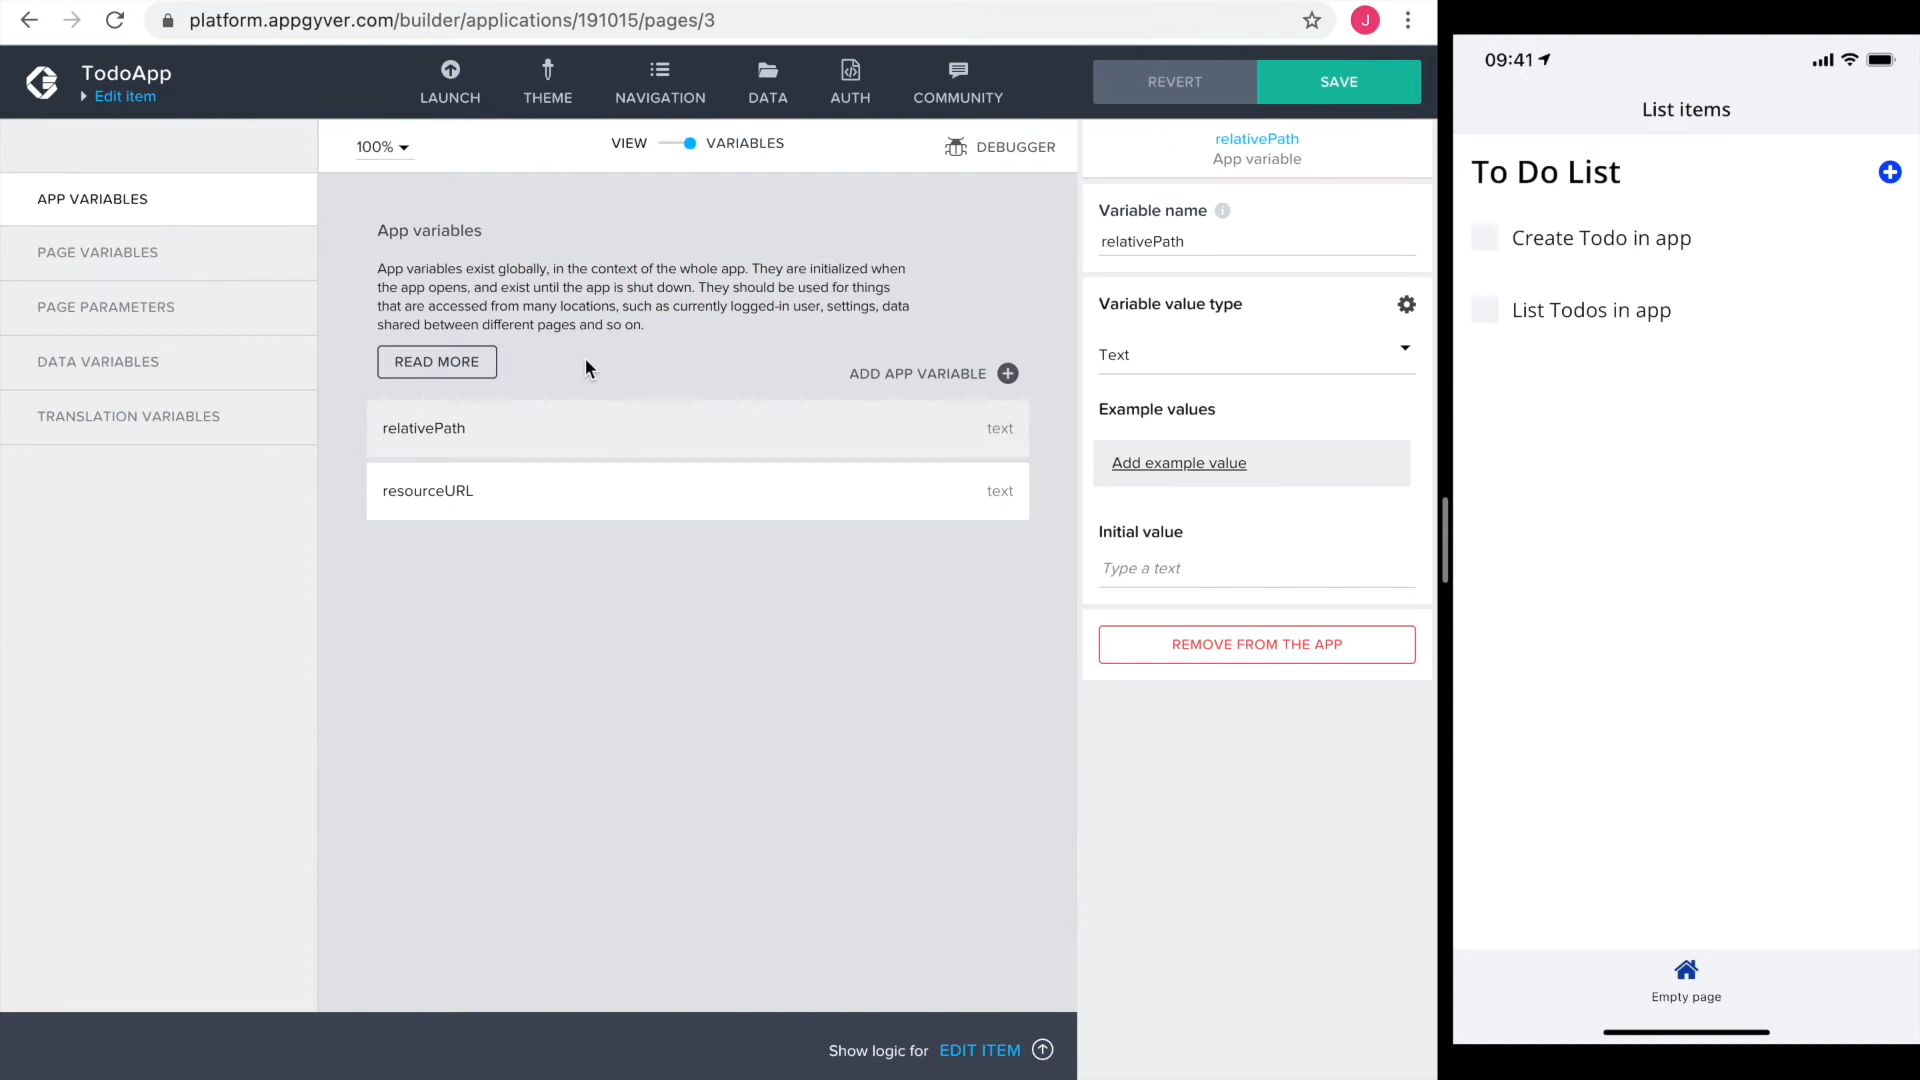 platform.appgyver.com/builder/applications/191015/pages/3
J
TodoApp
Edit item
LAUNCH
THEME
NAVIGATION
DATA
AUTH
COMMUNITY
REVERT
SAVE
100%
VIEW
VARIABLES
DEBUGGER
APP VARIABLES
PAGE VARIABLES
PAGE PARAMETERS
DATA VARIABLES
TRANSLATION VARIABLES
App variables
App variables exist globally, in the context of the whole app. They are initialized when
the app opens, and exist until the app is shut down. They should be used for things
that are accessed from many locations, such as currently logged-in user, settings, data
shared between different pages and so on.
READ MORE
ADD APP VARIABLE
relativePath text
resourceURL text
Show logic for EDIT ITEM
relativePath
App variable
Variable name
relativePath
Variable value type
Text
Example values
Add example value
Initial value
Type a text
REMOVE FROM THE APP
09:41
List items
To Do List
Create Todo in app
List Todos in app
Empty page